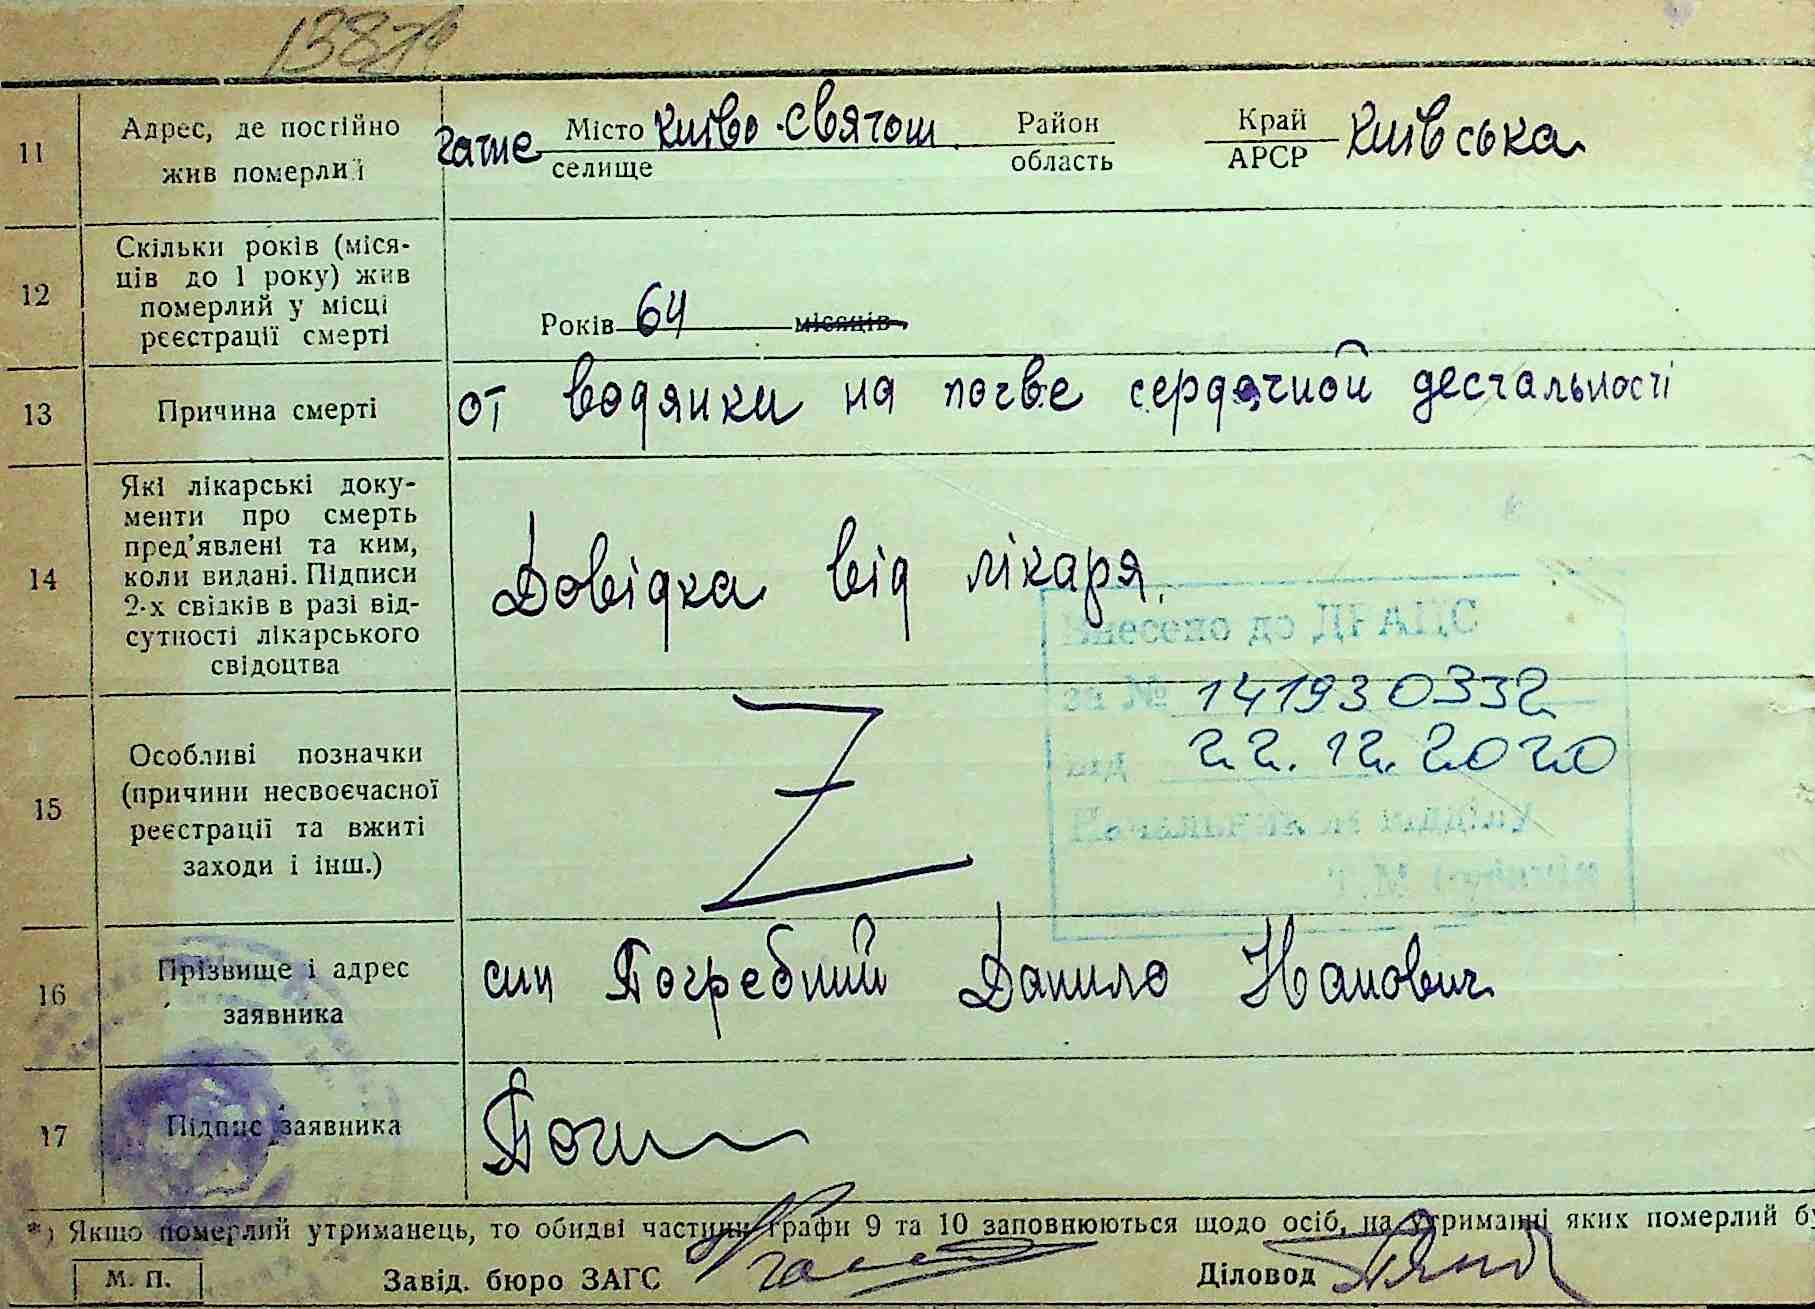 13814
11 Адрес, де постійно жив померлий Гатне Місто селище Київо-Святош. Район область Край АРСР Київська
12 Скільки років (місяців до 1 року) жив померлий у місці реєстрації смерті Років 64 місяців
13 Причина смерті от водянки на почве сердечной десчальності
14 Які лікарські документи про смерть пред'явлені та ким, коли видані. Підписи 2-х свідків в разі відсутності лікарського свідоцтва Довідка від лікаря.
Внесено до ДРАЦС
за № 141930332
від 22.12.2020
Начальник відділу
15 Особливі позначки (причини несвоєчасної реєстрації та вжиті заходи і інш.) Z
16 Прізвище і адрес заявника син Погребний Данило
17 Підпис заявника
*) Якщо померлий утриманець, то обидві частини графи 9 та 10 заповнюються щодо осіб, на утриманні яких померлий бу
М. П. Завід. бюро ЗАГС Діловод